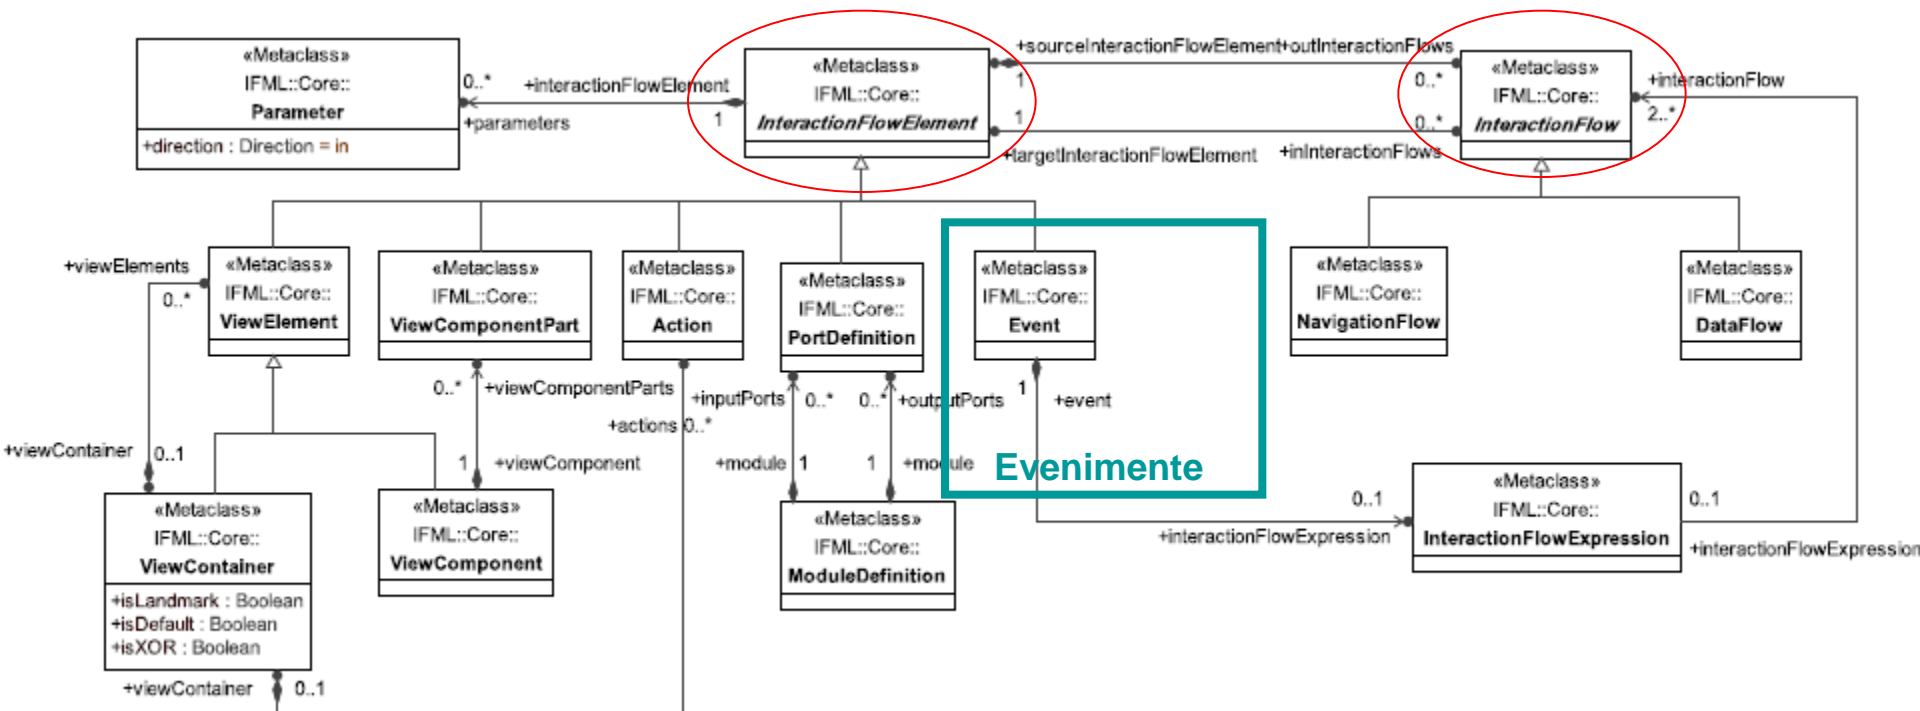 «Metaclass»
IFML::Core::
Parameter
+direction : Direction = in
0..*
+interactionFlowElement
+parameters
1
«Metaclass»
IFML::Core::
InteractionFlowElement
+sourceInteractionFlowElement+outInteractionFlows
1
0..*
1
0..*
+targetInteractionFlowElement
+inInteractionFlows
«Metaclass»
IFML::Core::
InteractionFlow
+interactionFlow
2..*
+viewElements
0..*
«Metaclass»
IFML::Core::
ViewElement
«Metaclass»
IFML::Core::
ViewComponentPart
«Metaclass»
IFML::Core::
Action
«Metaclass»
IFML::Core::
PortDefinition
«Metaclass»
IFML::Core::
Event
«Metaclass»
IFML::Core::
NavigationFlow
«Metaclass»
IFML::Core::
DataFlow
0..*
+viewComponentParts
+actions 0..*
+inputPorts
0..*
0..*
+outputPorts
1
+event
+viewContainer
0..1
1
+viewComponent
+module
1
1
+module
Evenimente
«Metaclass»
IFML::Core::
ViewContainer
+isLandmark : Boolean
+isDefault : Boolean
+isXOR : Boolean
+viewContainer
0..1
«Metaclass»
IFML::Core::
ViewComponent
«Metaclass»
IFML::Core::
ModuleDefinition
0..1
+interactionFlowExpression
«Metaclass»
IFML::Core::
InteractionFlowExpression
0..1
+interactionFlowExpression